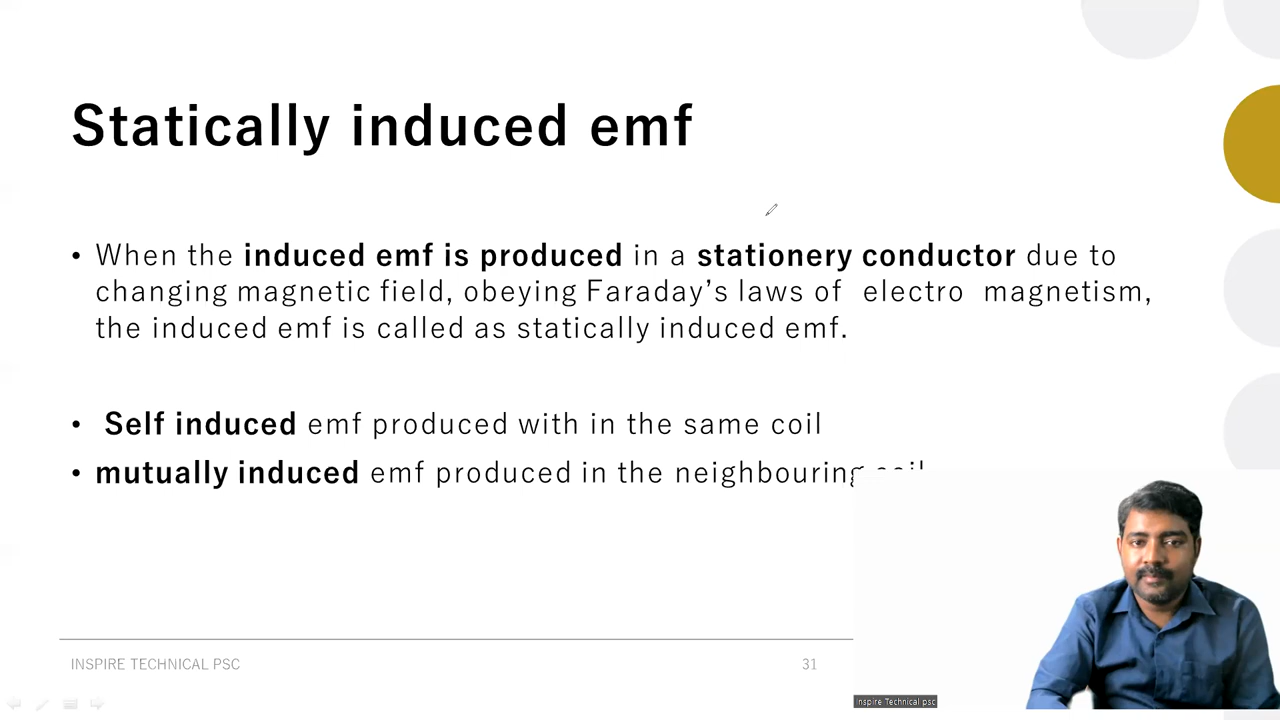 Statically induced emf
• When the induced emf is produced in a stationery conductor due to
changing magnetic field, obeying Faraday’s laws of electro magnetism,
the induced emf is called as statically induced emf.
• Self induced emf produced with in the same coil
• mutually induced emf produced in the neighbouring coil
INSPIRE TECHNICAL PSC
31
Inspire Technical psc